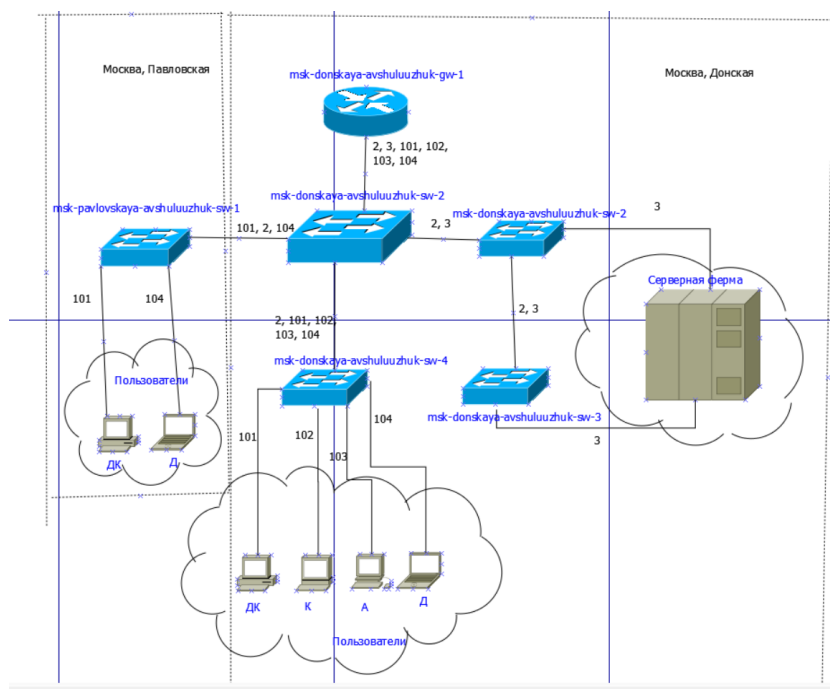 Москва, Павловская
Москва, Донская
msk-donskaya-avshuluuzhuk-gw-1
2, 3, 101, 102,
103, 104
msk-donskaya-avshuluuzhuk-sw-2
msk-pavlovskaya-avshuluuzhuk-sw-1
msk-donskaya-avshuluuzhuk-sw-2
3
101, 2, 104
2, 3
Серверная ферма
101
104
2, 3
2, 101, 102,
103, 104
msk-donskaya-avshuluuzhuk-sw-4
Пользователи
msk-donskaya-avshuluuzhuk-sw-3
3
101
102
103
104
ДК
Д
ДК
К
А
Д
Пользователи